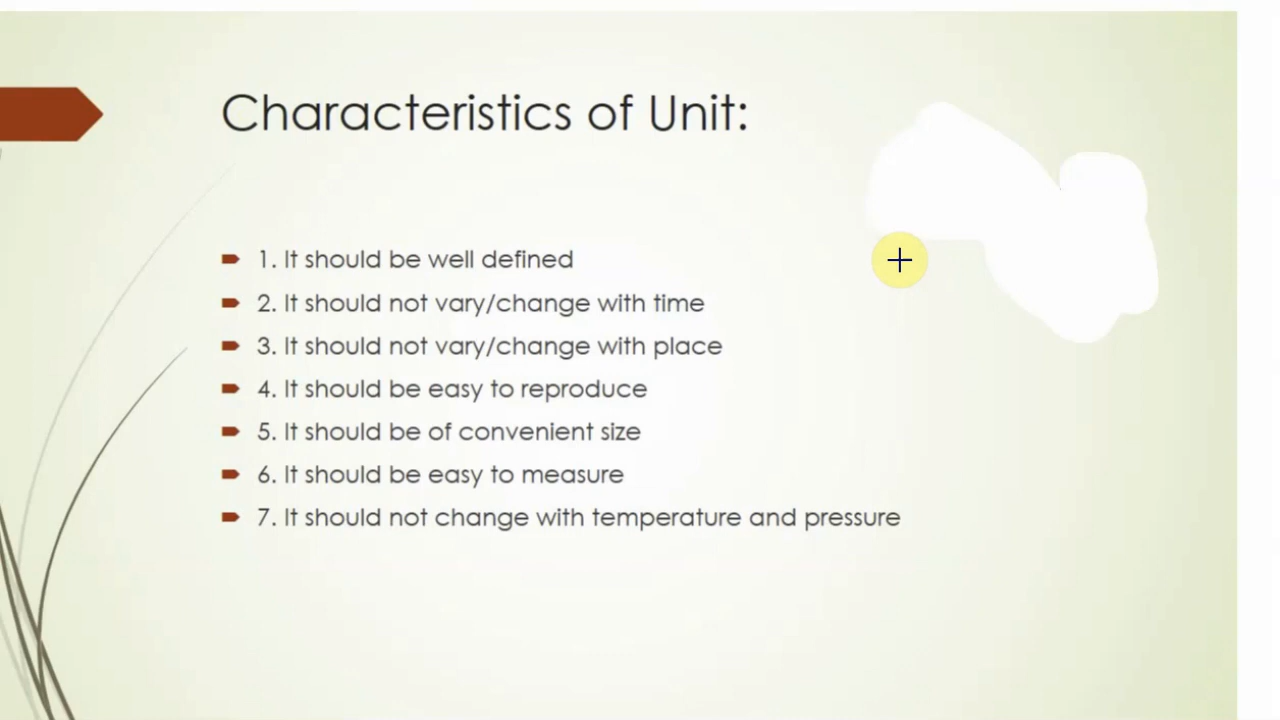 Characteristics of Unit:
1. It should be well defined
2. It should not vary/change with time
3. It should not vary/change with place
4. It should be easy to reproduce
5. It should be of convenient size
6. It should be easy to measure
7. It should not change with temperature and pressure